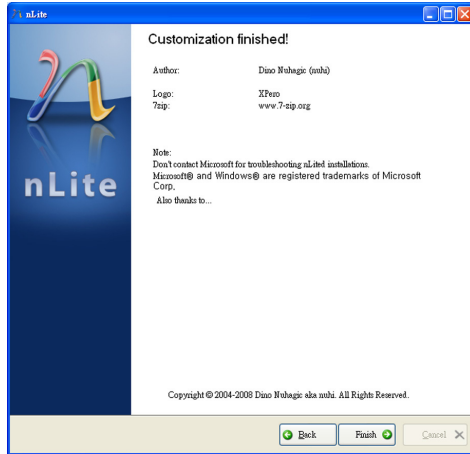 nLite
Customization finished!
Author: Dino Nuhagic (nuhi)
Logo: XPero
7zip: www.7-zip.org
Note:
Don't contact Microsoft for troubleshooting nLited installations.
Microsoft® and Windows® are registered trademarks of Microsoft
Corp.
Also thanks to...
nLite
Copyright © 2004-2008 Dino Nuhagic aka nuhi. All Rights Reserved.
Back Finish Cancel